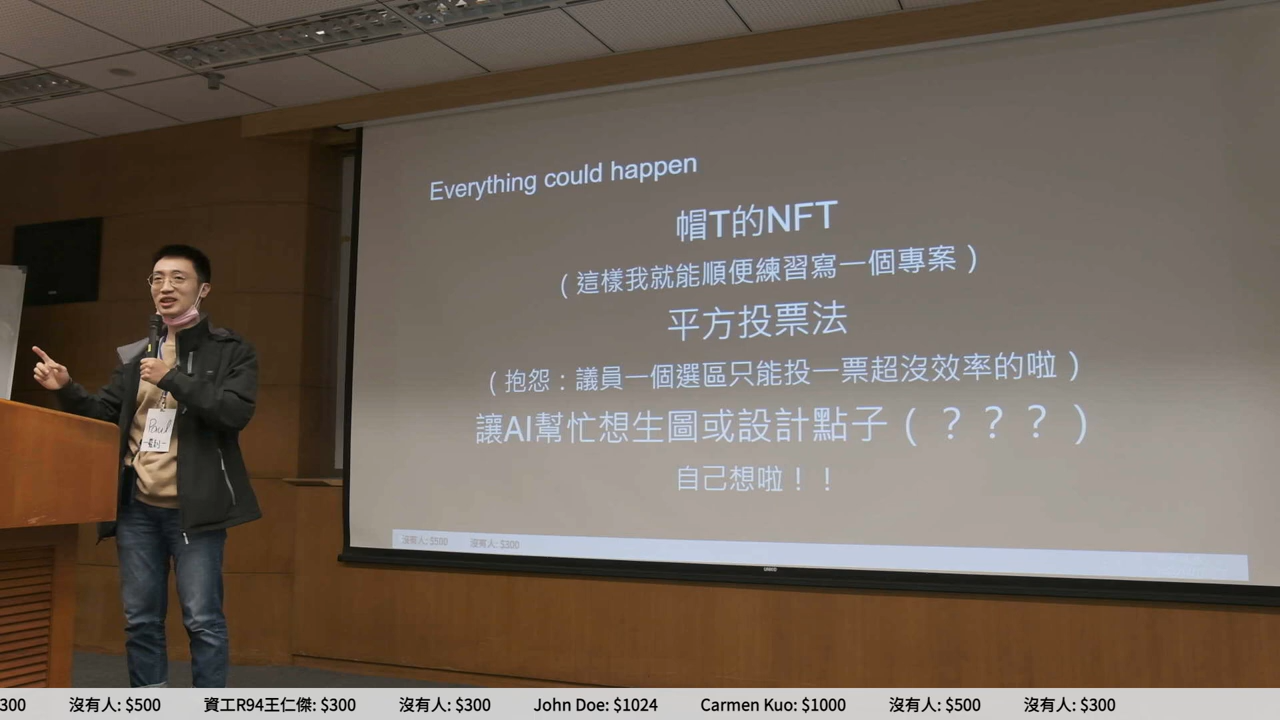 Everything could happen
帽T的NFT
（這樣我就能順便練習寫一個專案）
平方投票法
（抱怨：議員一個選區只能投一票超沒效率的啦）
讓AI幫忙想生圖或設計點子（？？？）
自己想啦！！
沒有人: $500 沒有人: $300
Paul
300 沒有人: $500 資工R94王仁傑: $300 沒有人: $300 John Doe: $1024 Carmen Kuo: $1000 沒有人: $500 沒有人: $300